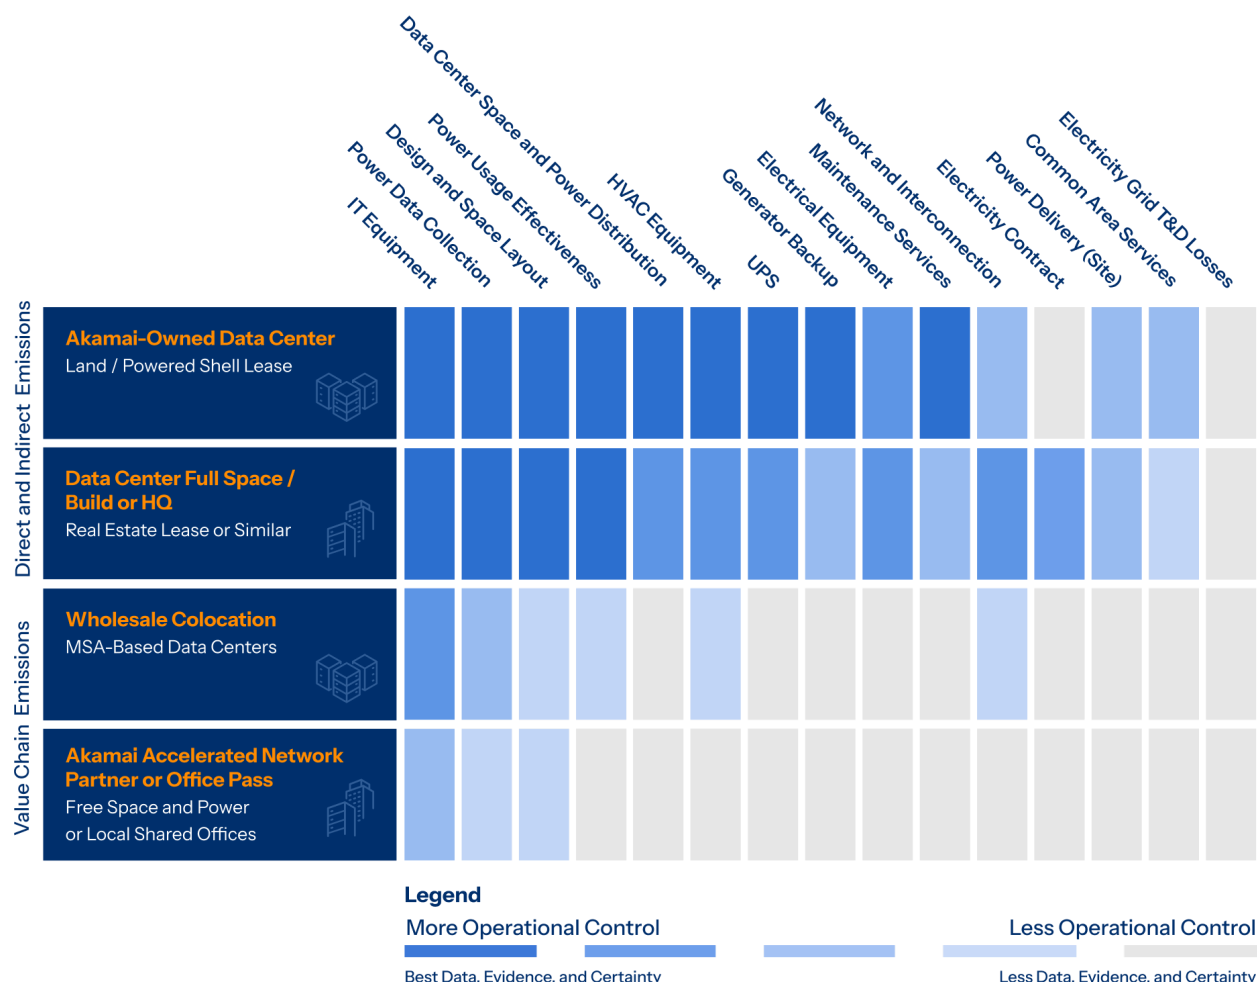 IT Equipment
Power Data Collection
Design and Space Layout
Power Usage Effectiveness
Data Center Space and Power Distribution
HVAC Equipment
UPS
Generator Backup
Electrical Equipment
Maintenance Services
Network and Interconnection
Electricity Contract
Power Delivery (Site)
Common Area Services
Electricity Grid T&D Losses
Direct and Indirect Emissions
Akamai-Owned Data Center
Land / Powered Shell Lease
Data Center Full Space /
Build or HQ
Real Estate Lease or Similar
Value Chain Emissions
Wholesale Colocation
MSA-Based Data Centers
Akamai Accelerated Network
Partner or Office Pass
Free Space and Power
or Local Shared Offices
Legend
More Operational Control
Less Operational Control
Best Data, Evidence, and Certainty
Less Data, Evidence, and Certainty